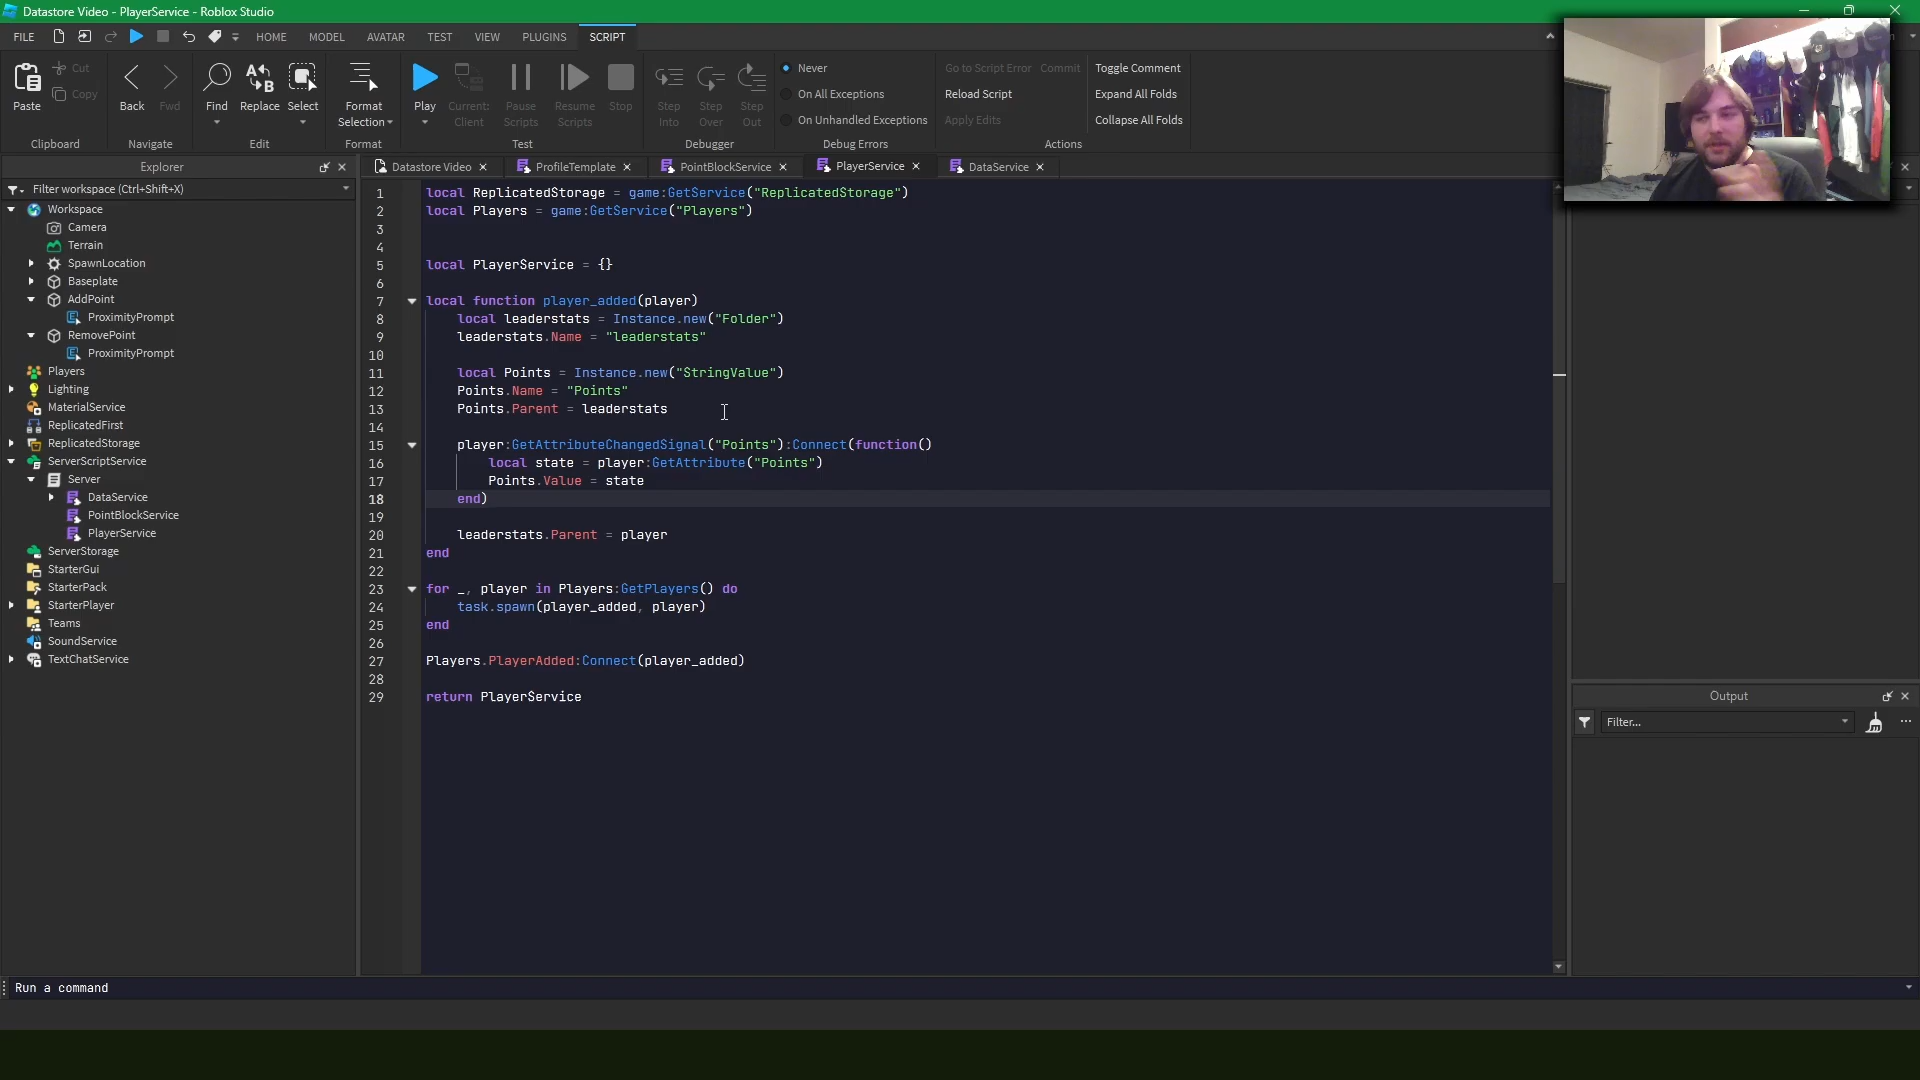 Datastore Video - PlayerService - Roblox Studio
FILE
HOME
MODEL
AVATAR
TEST
VIEW
PLUGINS
SCRIPT
Paste
Cut
Copy
Clipboard
Back
Fwd
Navigate
Find
Replace
Select
Edit
Format
Selection
Format
Play
Current:
Client
Pause
Scripts
Resume
Scripts
Stop
Test
Step
Into
Step
Over
Step
Out
Debugger
Never
On All Exceptions
On Unhandled Exceptions
Debug Errors
Go to Script Error
Commit
Reload Script
Apply Edits
Toggle Comment
Expand All Folds
Collapse All Folds
Actions
Explorer
Filter workspace (Ctrl+Shift+X)
Workspace
Camera
Terrain
SpawnLocation
Baseplate
AddPoint
ProximityPrompt
RemovePoint
ProximityPrompt
Players
Lighting
MaterialService
ReplicatedFirst
ReplicatedStorage
ServerScriptService
Server
DataService
PointBlockService
PlayerService
ServerStorage
StarterGui
StarterPack
StarterPlayer
Teams
SoundService
TextChatService
Datastore Video
ProfileTemplate
PointBlockService
PlayerService
DataService
1 local ReplicatedStorage = game:GetService("ReplicatedStorage")
2 local Players = game:GetService("Players")
3
4
5 local PlayerService = {}
6
7 local function player_added(player)
8 local leaderstats = Instance.new("Folder")
9 leaderstats.Name = "leaderstats"
10
11 local Points = Instance.new("StringValue")
12 Points.Name = "Points"
13 Points.Parent = leaderstats
14
15 player:GetAttributeChangedSignal("Points"):Connect(function()
16 local state = player:GetAttribute("Points")
17 Points.Value = state
18 end)
19
20 leaderstats.Parent = player
21 end
22
23 for _, player in Players:GetPlayers() do
24 task.spawn(player_added, player)
25 end
26
27 Players.PlayerAdded:Connect(player_added)
28
29 return PlayerService
Output
Filter...
Run a command